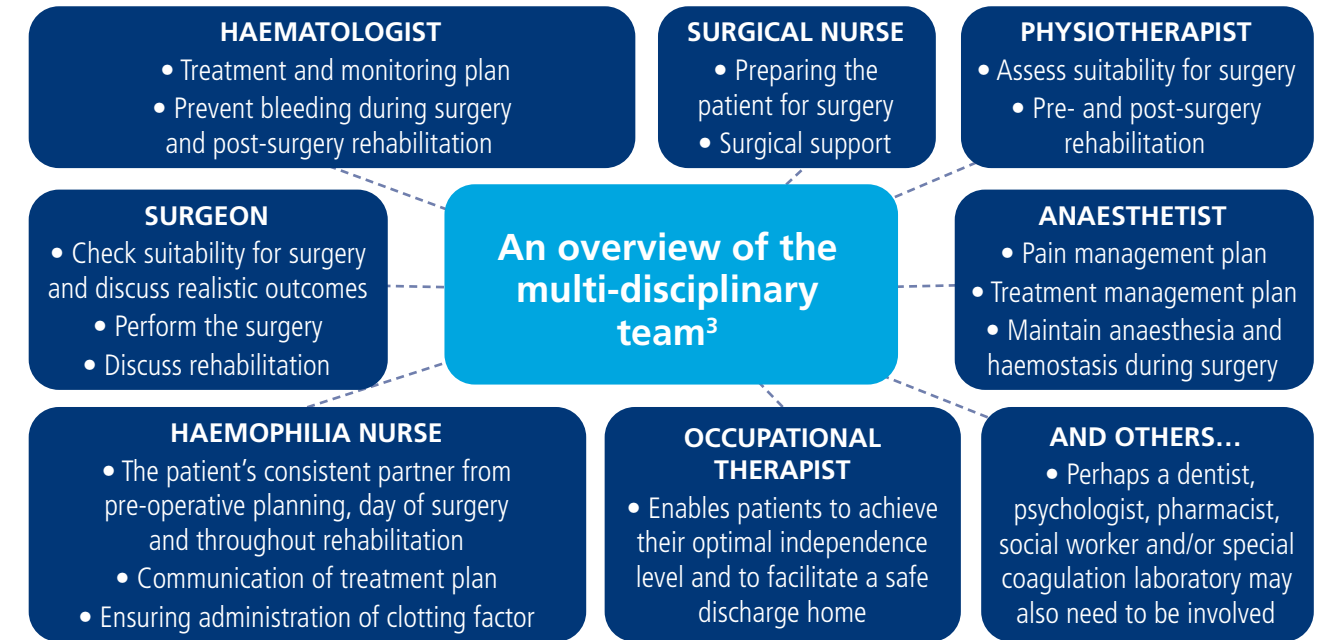 HAEMATOLOGIST
• Treatment and monitoring plan
• Prevent bleeding during surgery
and post-surgery rehabilitation
SURGICAL NURSE
• Preparing the
patient for surgery
• Surgical support
PHYSIOTHERAPIST
• Assess suitability for surgery
• Pre- and post-surgery
rehabilitation
SURGEON
• Check suitability for surgery
and discuss realistic outcomes
• Perform the surgery
• Discuss rehabilitation
An overview of the
multi-disciplinary
team³
ANAESTHETIST
• Pain management plan
• Treatment management plan
• Maintain anaesthesia and
haemostasis during surgery
HAEMOPHILIA NURSE
• The patient’s consistent partner from
pre-operative planning, day of surgery
and throughout rehabilitation
• Communication of treatment plan
• Ensuring administration of clotting factor
OCCUPATIONAL
THERAPIST
• Enables patients to achieve
their optimal independence
level and to facilitate a safe
discharge home
AND OTHERS…
• Perhaps a dentist,
psychologist, pharmacist,
social worker and/or special
coagulation laboratory may
also need to be involved